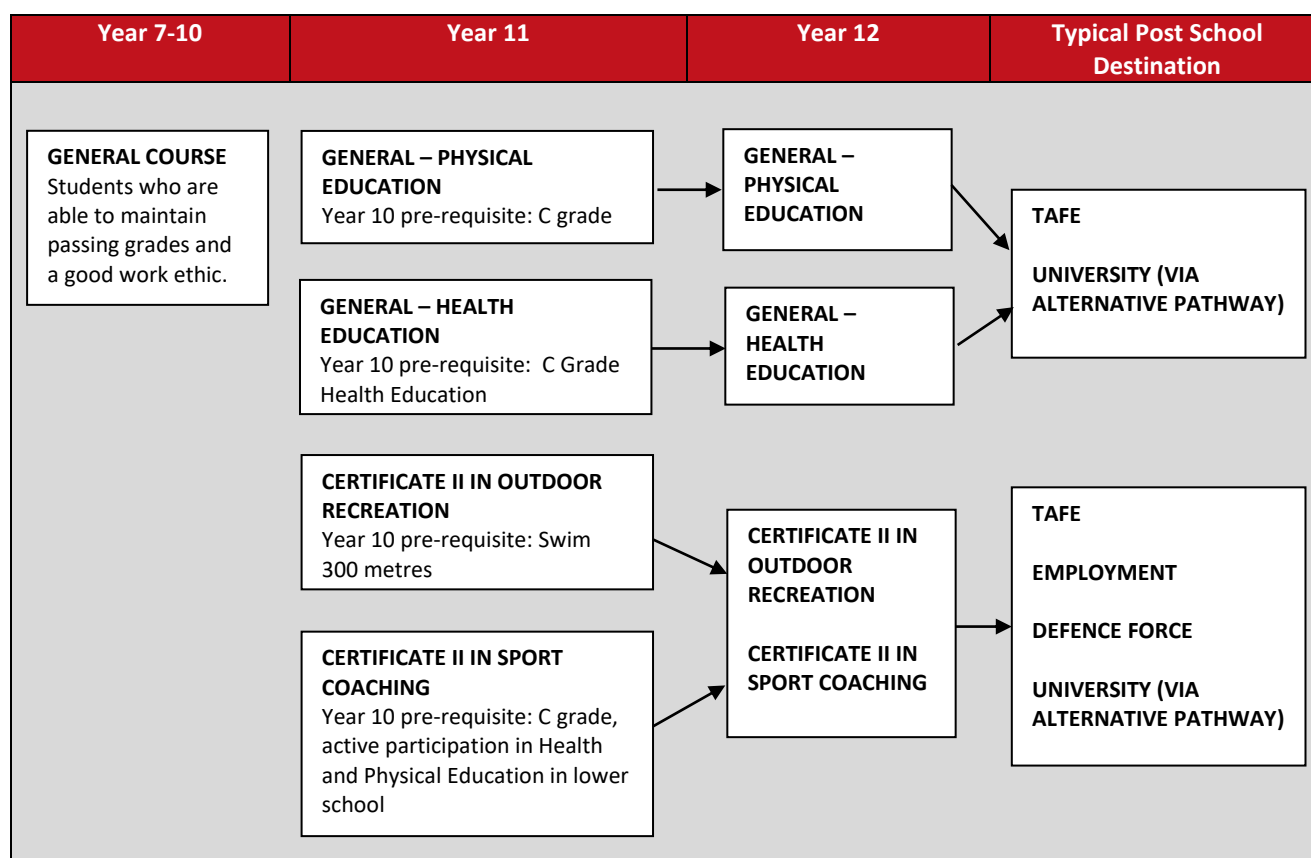 Year 7-10
Year 11
Year 12
Typical Post School
Destination
GENERAL COURSE
Students who are
able to maintain
passing grades and
a good work ethic.
GENERAL – PHYSICAL
EDUCATION
Year 10 pre-requisite: C grade
GENERAL – HEALTH
EDUCATION
Year 10 pre-requisite:  C Grade
Health Education
CERTIFICATE II IN OUTDOOR
RECREATION
Year 10 pre-requisite: Swim
300 metres
CERTIFICATE II IN SPORT
COACHING
Year 10 pre-requisite: C grade,
active participation in Health
and Physical Education in lower
school
GENERAL –
PHYSICAL
EDUCATION
GENERAL –
HEALTH
EDUCATION
CERTIFICATE II IN
OUTDOOR
RECREATION
CERTIFICATE II IN
SPORT COACHING
TAFE
UNIVERSITY (VIA
ALTERNATIVE PATHWAY)
TAFE
EMPLOYMENT
DEFENCE FORCE
UNIVERSITY (VIA
ALTERNATIVE PATHWAY)